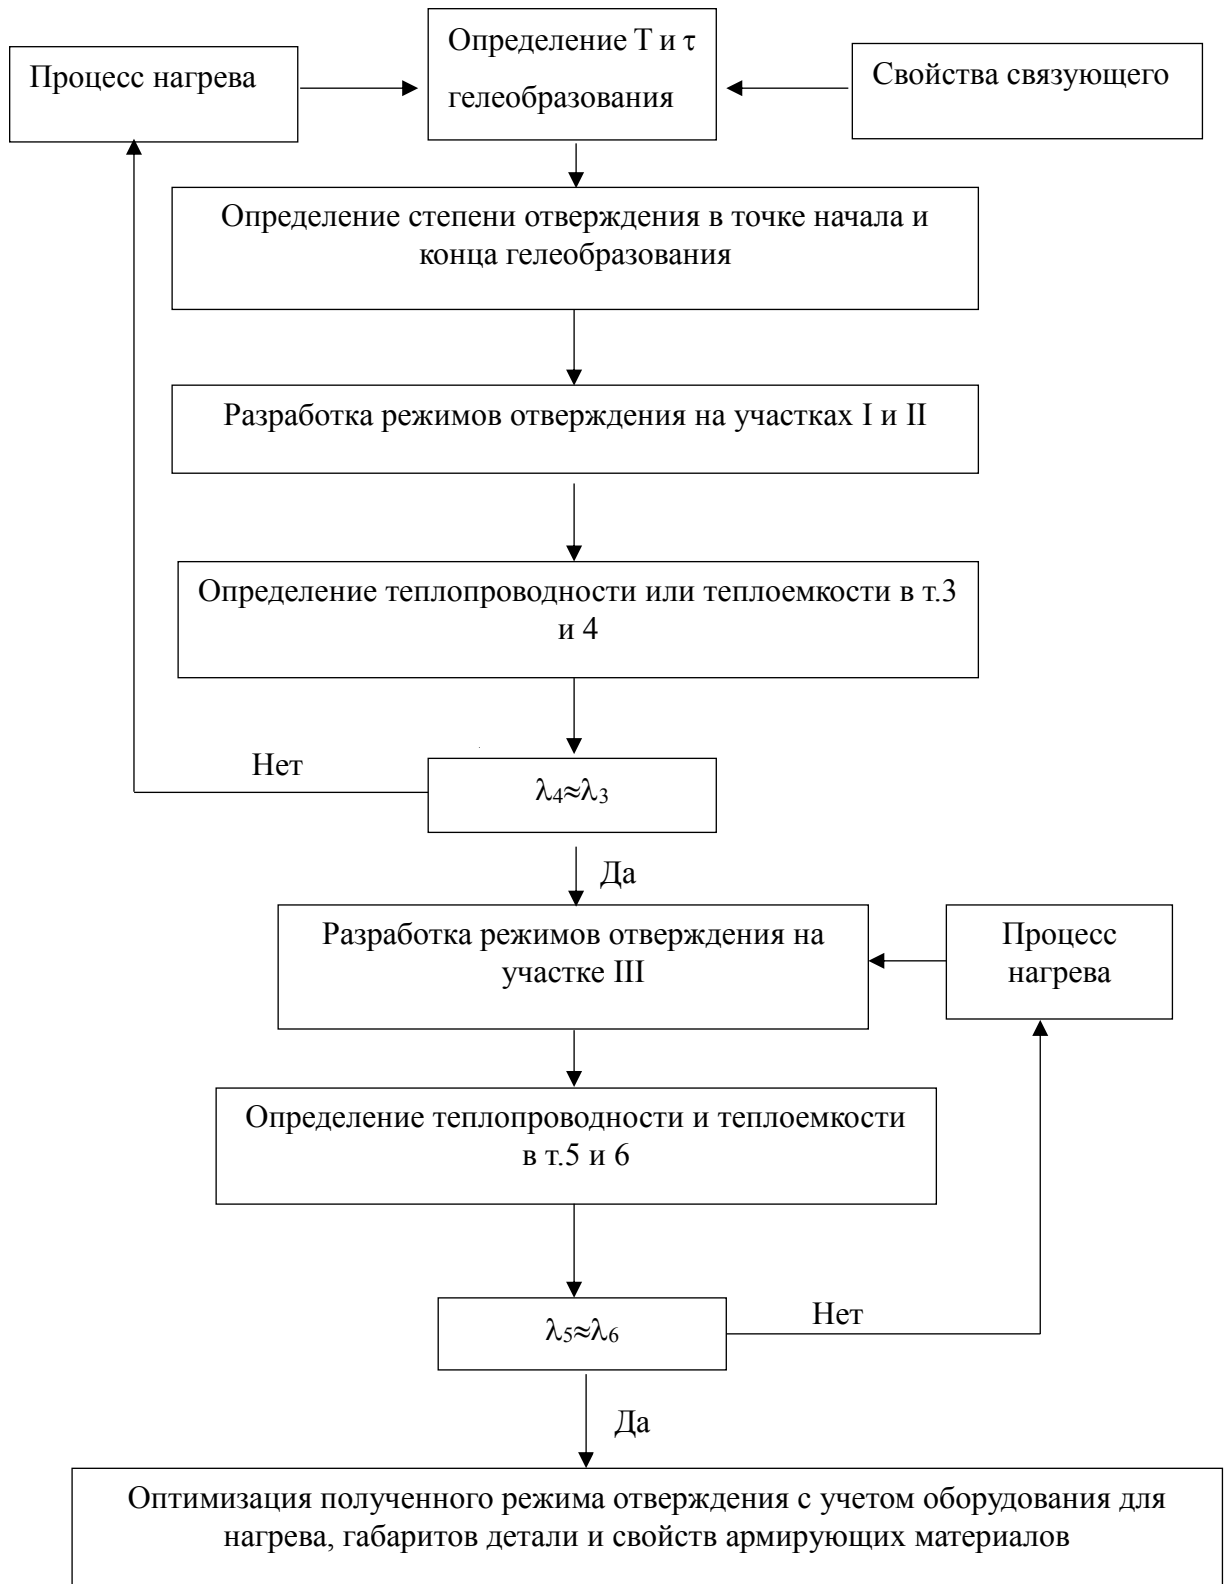 Процесс нагрева
Определение T и τ
гелеобразования
Свойства связующего
Определение степени отверждения в точке начала и
конца гелеобразования
Разработка режимов отверждения на участках I и II
Определение теплопроводности или теплоемкости в т.3
и 4
Нет
λ₄≈λ₃
Да
Разработка режимов отверждения на
участке III
Процесс
нагрева
Определение теплопроводности и теплоемкости
в т.5 и 6
λ₅≈λ₆
Нет
Да
Оптимизация полученного режима отверждения с учетом оборудования для
нагрева, габаритов детали и свойств армирующих материалов